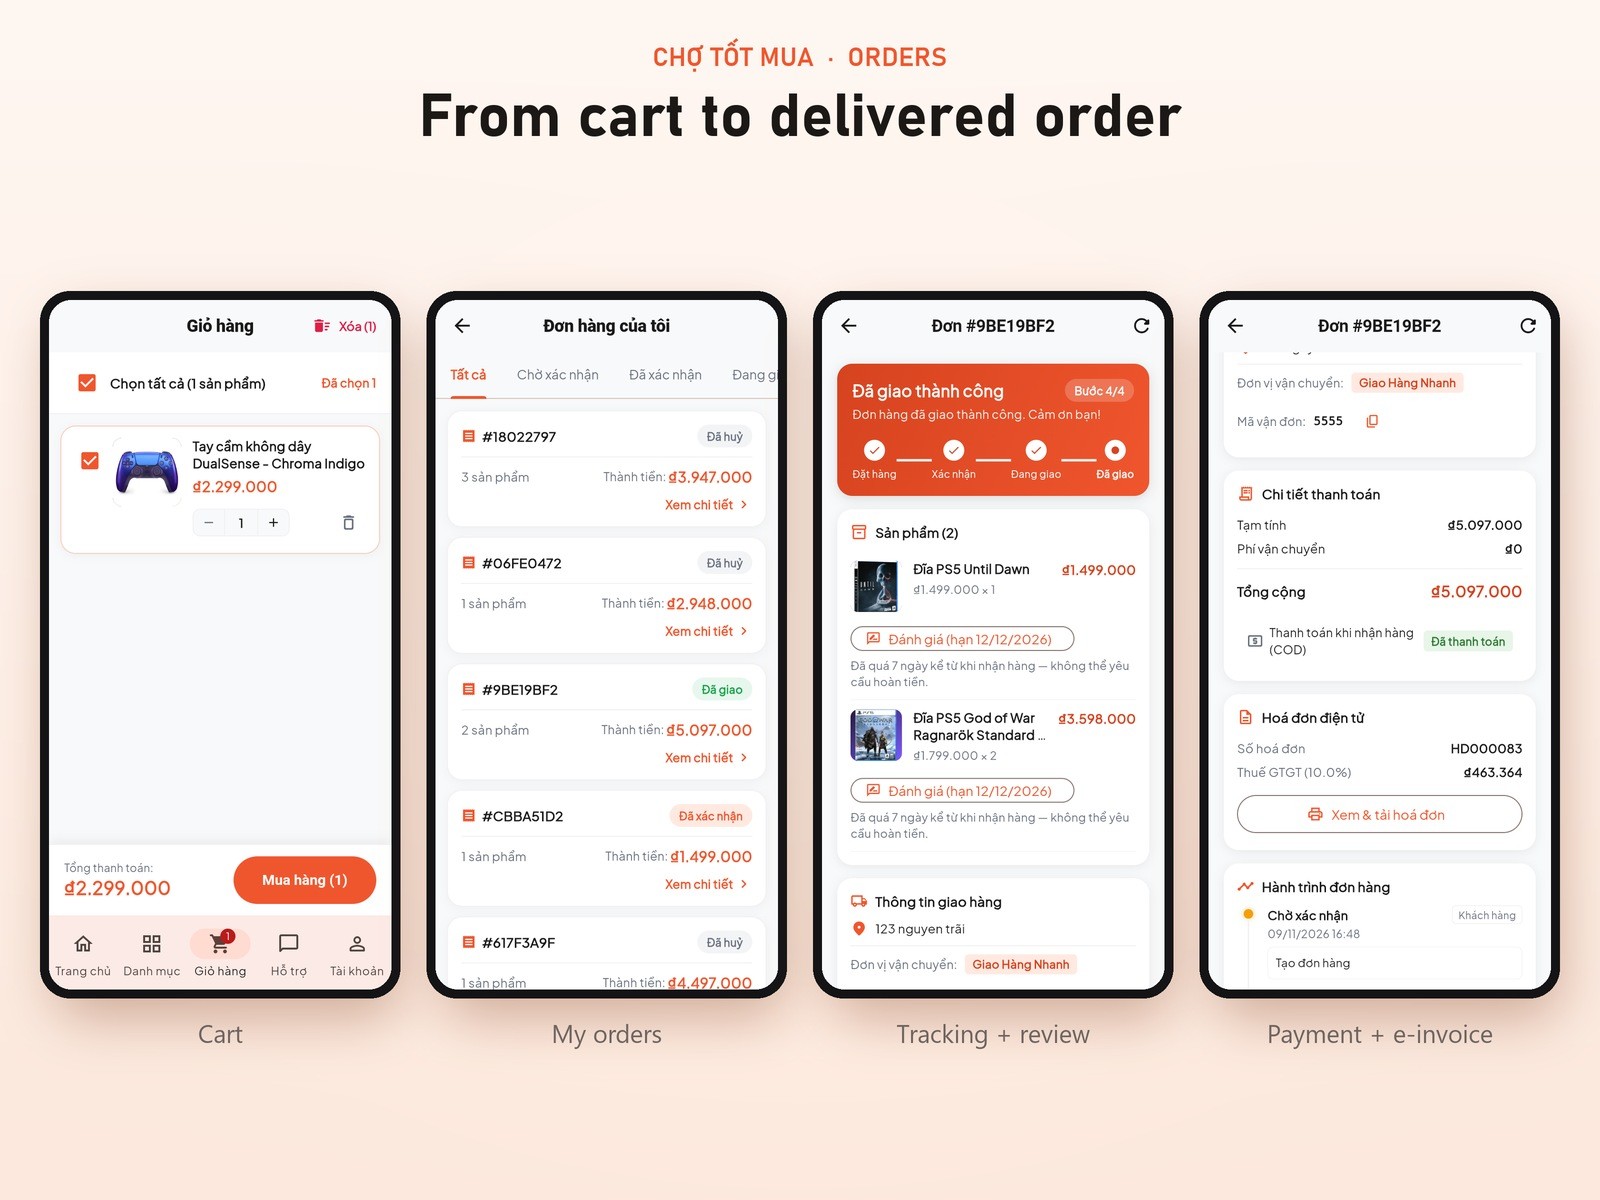 CHỢ TỐT MUA · ORDERS
From cart to delivered order
Giỏ hàng
Xóa (1)
Chọn tất cả (1 sản phẩm)
Đã chọn 1
Tay cầm không dây
DualSense - Chroma Indigo
₫2.299.000
1
Tổng thanh toán:
₫2.299.000
Mua hàng (1)
1
Trang chủ
Danh mục
Giỏ hàng
Hỗ trợ
Tài khoản
Cart
Đơn hàng của tôi
Tất cả
Chờ xác nhận
Đã xác nhận
Đang gi
#18022797
Đã huỷ
3 sản phẩm
Thành tiền: ₫3.947.000
Xem chi tiết
#06FE0472
Đã huỷ
1 sản phẩm
Thành tiền: ₫2.948.000
Xem chi tiết
#9BE19BF2
Đã giao
2 sản phẩm
Thành tiền: ₫5.097.000
Xem chi tiết
#CBBA51D2
Đã xác nhận
1 sản phẩm
Thành tiền: ₫1.499.000
Xem chi tiết
#617F3A9F
Đã huỷ
1 sản phẩm
Thành tiền: ₫4.497.000
My orders
Đơn #9BE19BF2
Đã giao thành công
Bước 4/4
Đơn hàng đã giao thành công. Cảm ơn bạn!
Đặt hàng
Xác nhận
Đang giao
Đã giao
Sản phẩm (2)
Đĩa PS5 Until Dawn
₫1.499.000
₫1.499.000 × 1
Đánh giá (hạn 12/12/2026)
Đã quá 7 ngày kể từ khi nhận hàng — không thể yêu
cầu hoàn tiền.
Đĩa PS5 God of War
Ragnarök Standard ...
₫3.598.000
₫1.799.000 × 2
Đánh giá (hạn 12/12/2026)
Đã quá 7 ngày kể từ khi nhận hàng — không thể yêu
cầu hoàn tiền.
Thông tin giao hàng
123 nguyen trãi
Đơn vị vận chuyển:
Giao Hàng Nhanh
Tracking + review
Đơn #9BE19BF2
Đơn vị vận chuyển:
Giao Hàng Nhanh
Mã vận đơn: 5555
Chi tiết thanh toán
Tạm tính
₫5.097.000
Phí vận chuyển
₫0
Tổng cộng
₫5.097.000
Thanh toán khi nhận hàng
(COD)
Đã thanh toán
Hoá đơn điện tử
Số hoá đơn
HD000083
Thuế GTGT (10.0%)
₫463.364
Xem & tải hoá đơn
Hành trình đơn hàng
Chờ xác nhận
Khách hàng
09/11/2026 16:48
Tạo đơn hàng
Payment + e-invoice